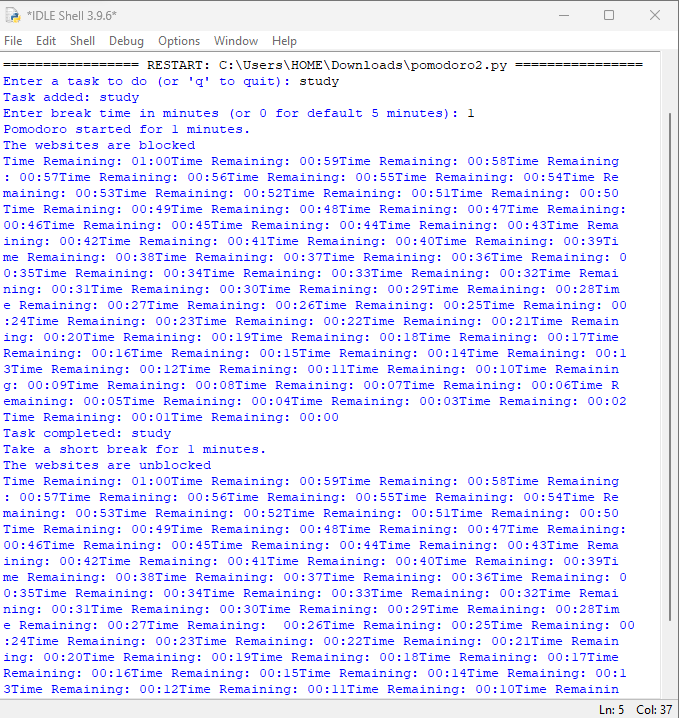 *IDLE Shell 3.9.6*
File Edit Shell Debug Options Window Help
================= RESTART: C:\Users\HOME\Downloads\pomodoro2.py ================
Enter a task to do (or 'q' to quit): study
Task added: study
Enter break time in minutes (or 0 for default 5 minutes): 1
Pomodoro started for 1 minutes.
The websites are blocked
Time Remaining: 01:00Time Remaining: 00:59Time Remaining: 00:58Time Remaining
: 00:57Time Remaining: 00:56Time Remaining: 00:55Time Remaining: 00:54Time Re
maining: 00:53Time Remaining: 00:52Time Remaining: 00:51Time Remaining: 00:50
Time Remaining: 00:49Time Remaining: 00:48Time Remaining: 00:47Time Remaining:
00:46Time Remaining: 00:45Time Remaining: 00:44Time Remaining: 00:43Time Rema
ining: 00:42Time Remaining: 00:41Time Remaining: 00:40Time Remaining: 00:39Ti
me Remaining: 00:38Time Remaining: 00:37Time Remaining: 00:36Time Remaining: 0
0:35Time Remaining: 00:34Time Remaining: 00:33Time Remaining: 00:32Time Remai
ning: 00:31Time Remaining: 00:30Time Remaining: 00:29Time Remaining: 00:28Tim
e Remaining: 00:27Time Remaining: 00:26Time Remaining: 00:25Time Remaining: 00
:24Time Remaining: 00:23Time Remaining: 00:22Time Remaining: 00:21Time Remain
ing: 00:20Time Remaining: 00:19Time Remaining: 00:18Time Remaining: 00:17Time
Remaining: 00:16Time Remaining: 00:15Time Remaining: 00:14Time Remaining: 00:1
3Time Remaining: 00:12Time Remaining: 00:11Time Remaining: 00:10Time Remainin
g: 00:09Time Remaining: 00:08Time Remaining: 00:07Time Remaining: 00:06Time R
emaining: 00:05Time Remaining: 00:04Time Remaining: 00:03Time Remaining: 00:02
Time Remaining: 00:01Time Remaining: 00:00
Task completed: study
Take a short break for 1 minutes.
The websites are unblocked
Time Remaining: 01:00Time Remaining: 00:59Time Remaining: 00:58Time Remaining
: 00:57Time Remaining: 00:56Time Remaining: 00:55Time Remaining: 00:54Time Re
maining: 00:53Time Remaining: 00:52Time Remaining: 00:51Time Remaining: 00:50
Time Remaining: 00:49Time Remaining: 00:48Time Remaining: 00:47Time Remaining:
00:46Time Remaining: 00:45Time Remaining: 00:44Time Remaining: 00:43Time Rema
ining: 00:42Time Remaining: 00:41Time Remaining: 00:40Time Remaining: 00:39Ti
me Remaining: 00:38Time Remaining: 00:37Time Remaining: 00:36Time Remaining: 0
0:35Time Remaining: 00:34Time Remaining: 00:33Time Remaining: 00:32Time Remai
ning: 00:31Time Remaining: 00:30Time Remaining: 00:29Time Remaining: 00:28Tim
e Remaining: 00:27Time Remaining:  00:26Time Remaining: 00:25Time Remaining: 00
:24Time Remaining: 00:23Time Remaining: 00:22Time Remaining: 00:21Time Remain
ing: 00:20Time Remaining: 00:19Time Remaining: 00:18Time Remaining: 00:17Time
Remaining: 00:16Time Remaining: 00:15Time Remaining: 00:14Time Remaining: 00:1
3Time Remaining: 00:12Time Remaining: 00:11Time Remaining: 00:10Time Remainin
Ln: 5 Col: 37